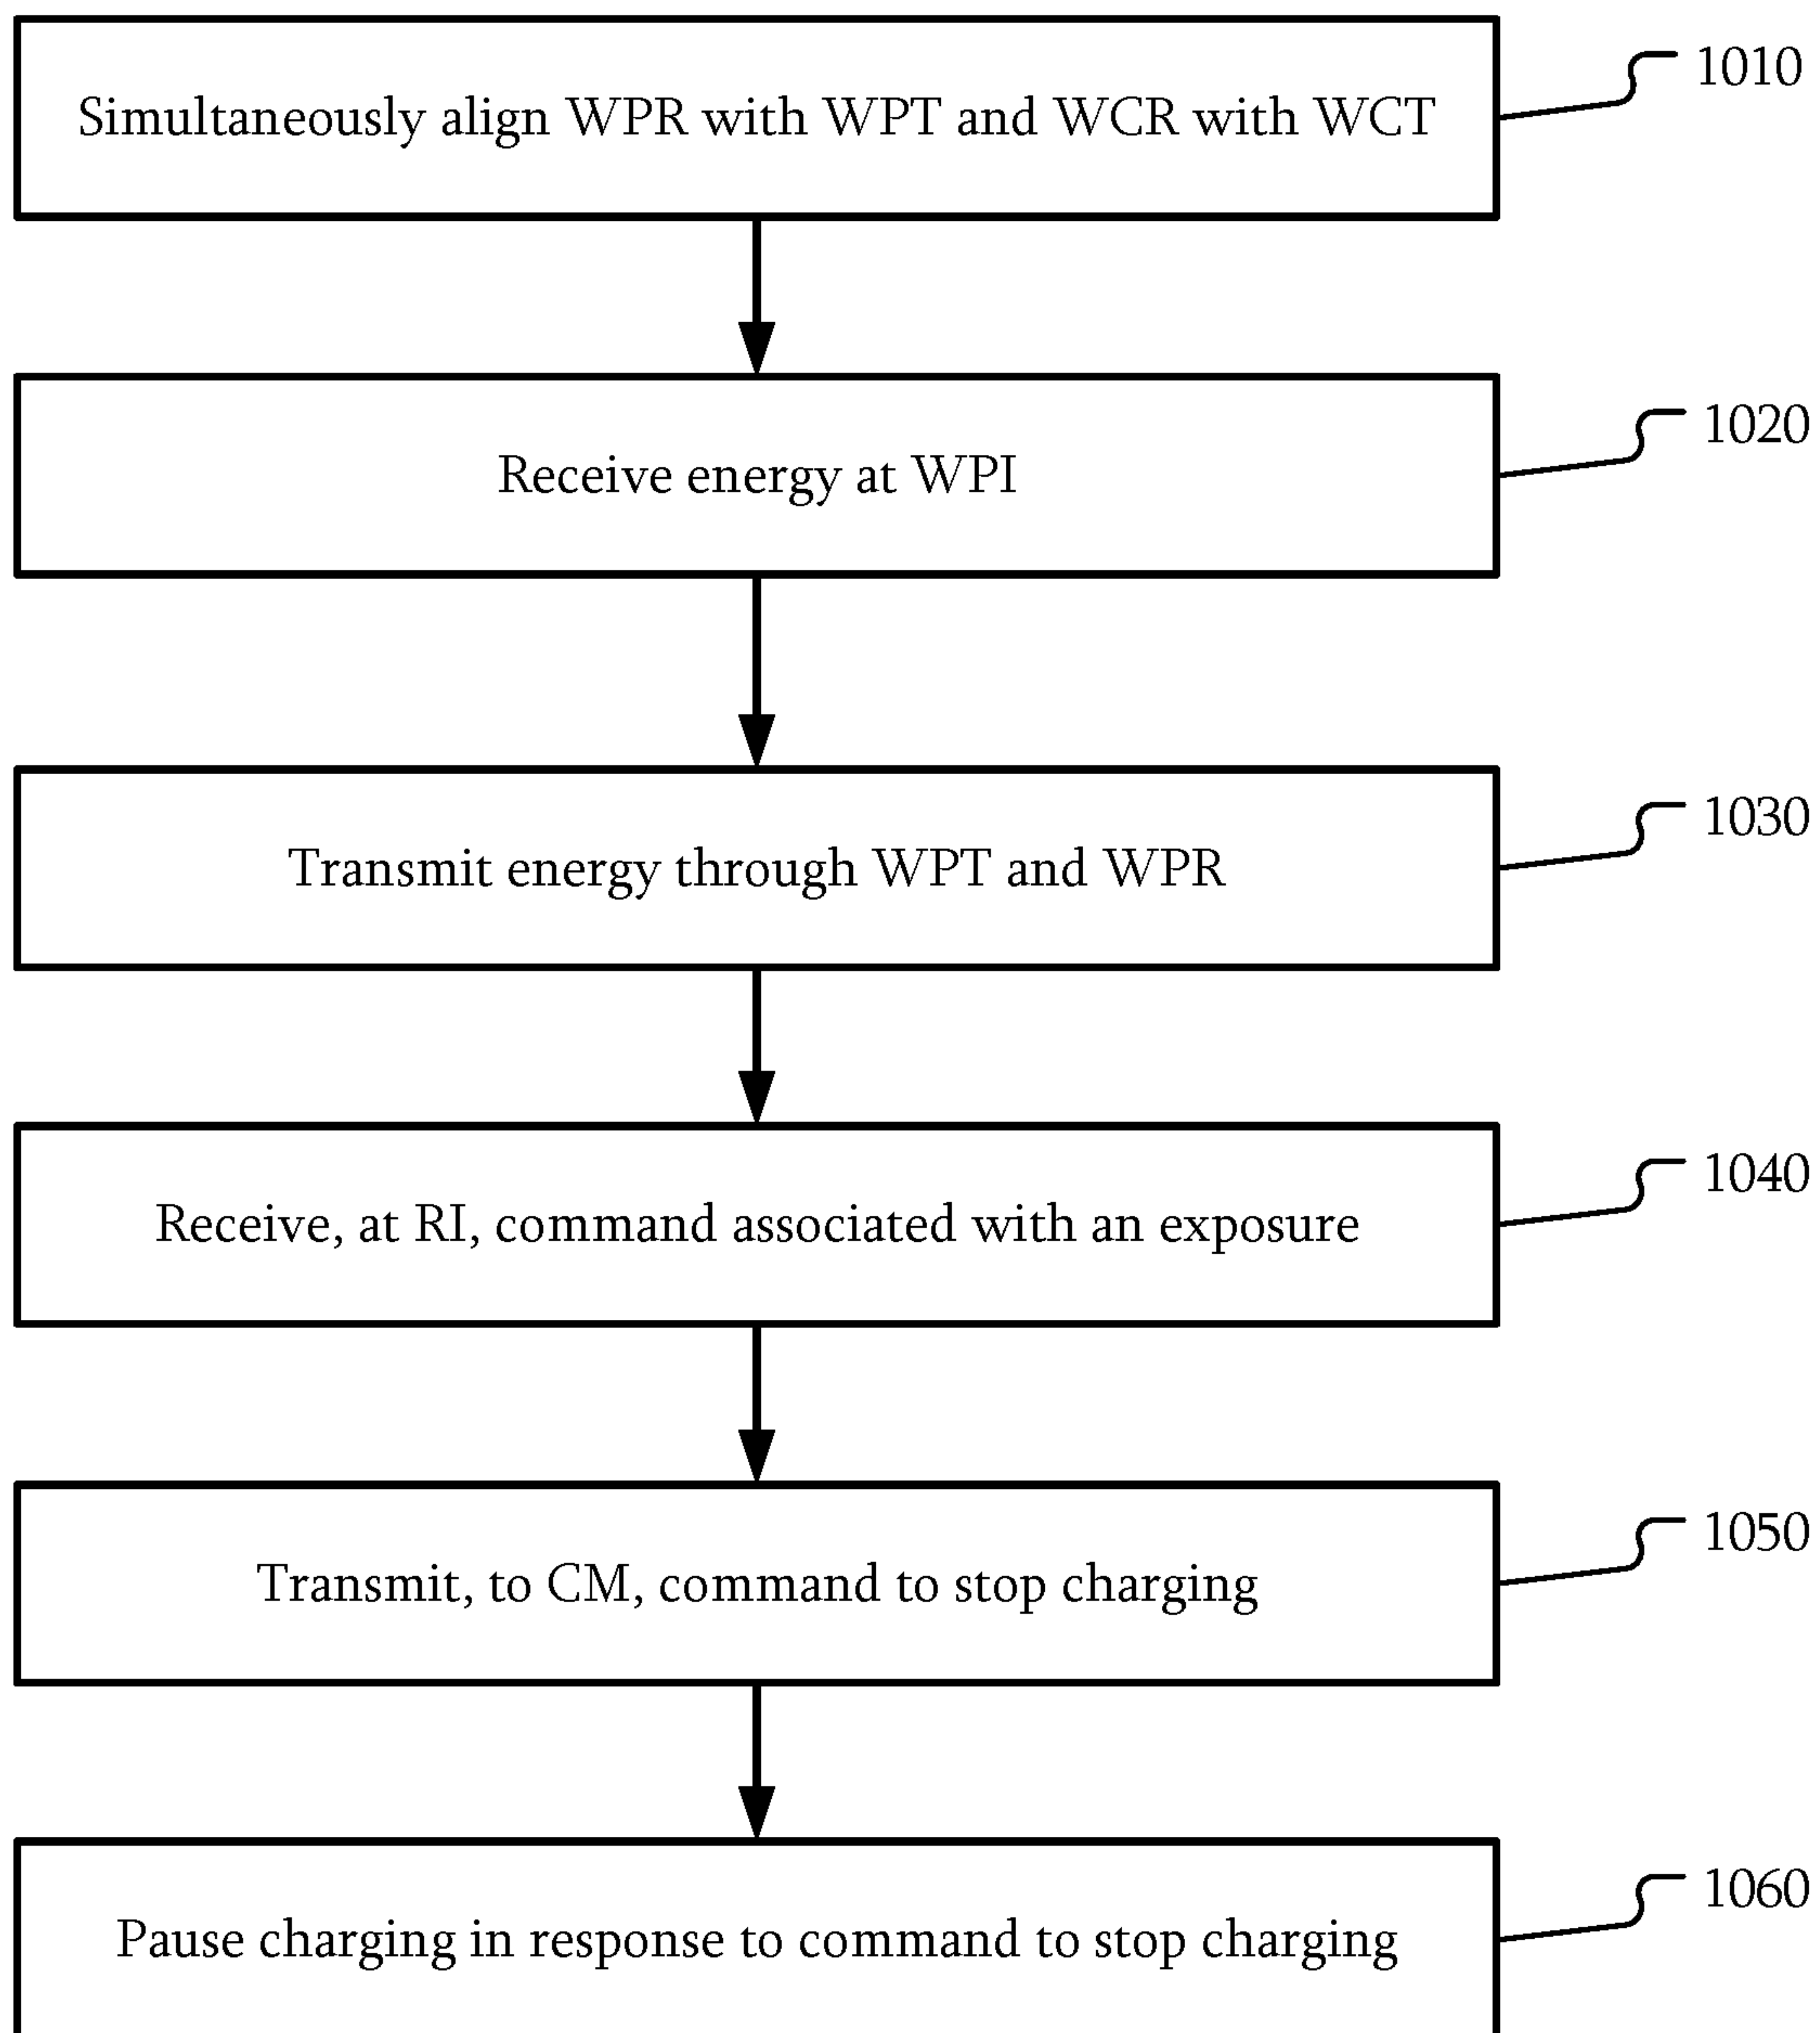 Simultaneously align WPR with WPT and WCR with WCT
1010
Receive energy at WPI
1020
Transmit energy through WPT and WPR
1030
Receive, at RI, command associated with an exposure
1040
Transmit, to CM, command to stop charging
1050
Pause charging in response to command to stop charging
1060